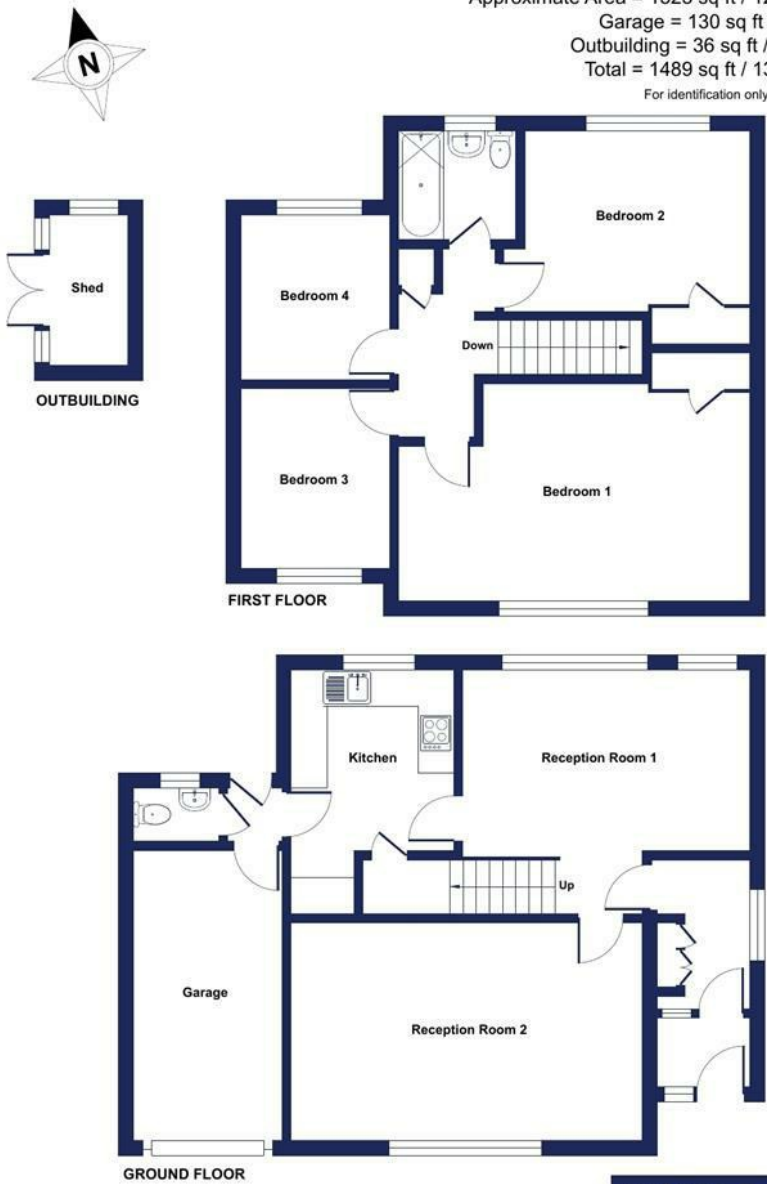 Garage = 130 sq ft
Outbuilding = 36 sq ft /
Total = 1489 sq ft / 13
For identification only
N
Bedroom 2
Bedroom 4
Shed
Down
OUTBUILDING
Bedroom 3
Bedroom 1
FIRST FLOOR
Kitchen
Reception Room 1
Up
Garage
Reception Room 2
GROUND FLOOR